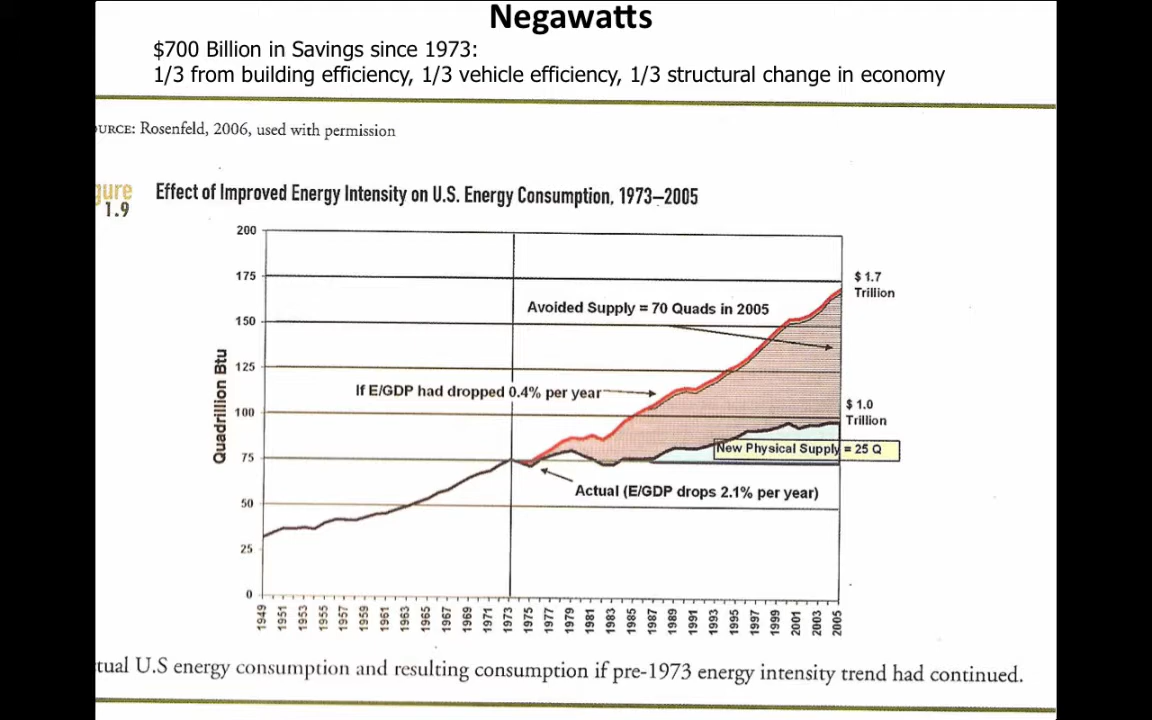 Negawatts
$700 Billion in Savings since 1973:
1/3 from building efficiency, 1/3 vehicle efficiency, 1/3 structural change in economy
URCE: Rosenfeld, 2006, used with permission
gure
1.9
Effect of Improved Energy Intensity on U.S. Energy Consumption, 1973–2005
Quadrillion Btu
200
175
150
125
100
75
50
25
0
Avoided Supply = 70 Quads in 2005
$ 1.7
Trillion
If E/GDP had dropped 0.4% per year
$ 1.0
Trillion
New Physical Supply = 25 Q
Actual (E/GDP drops 2.1% per year)
1949 1951 1953 1955 1957 1959 1961 1963 1965 1967 1969 1971 1973 1975 1977 1979 1981 1983 1985 1987 1989 1991 1993 1995 1997 1999 2001 2003 2005
tual U.S energy consumption and resulting consumption if pre-1973 energy intensity trend had continued.